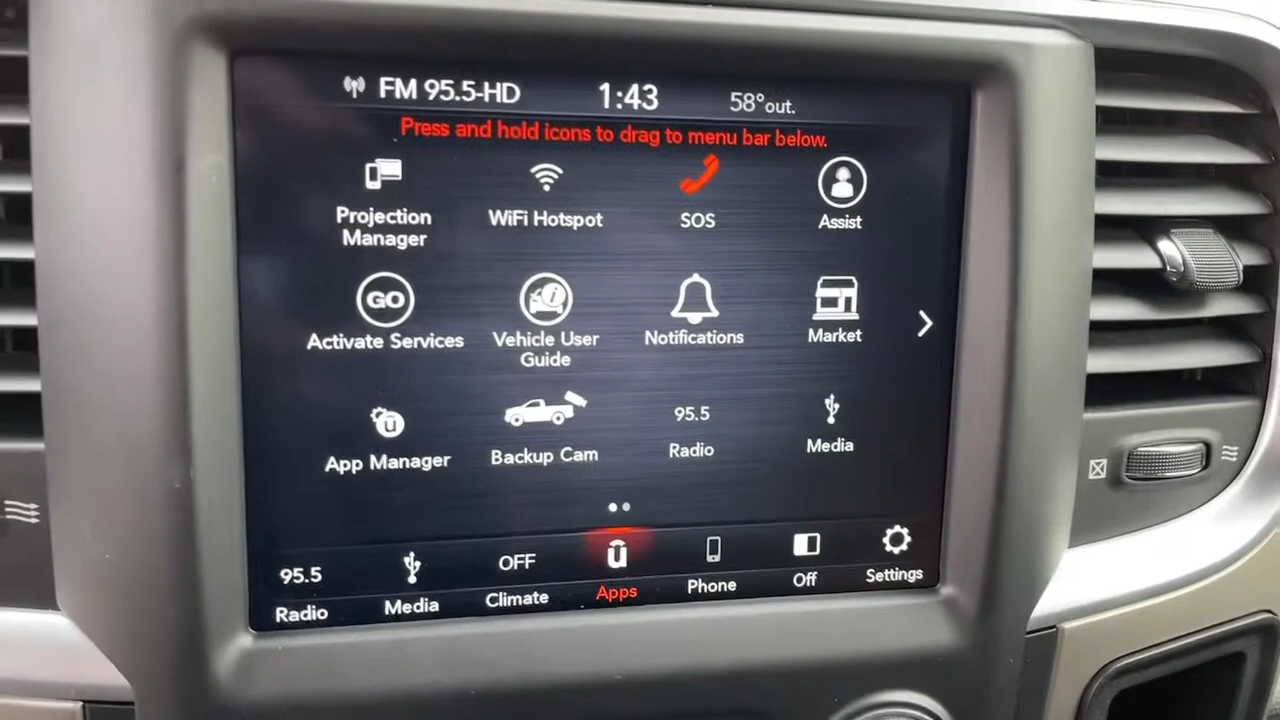 FM 95.5-HD 1:43 58°out.
Press and hold icons to drag to menu bar below.
Projection
Manager
WiFi Hotspot
SOS
Assist
GO
Activate Services
Vehicle User
Guide
Notifications
Market
App Manager
Backup Cam
95.5
Radio
Media
95.5
Radio
Media
OFF
Climate
Apps
Phone
Off
Settings